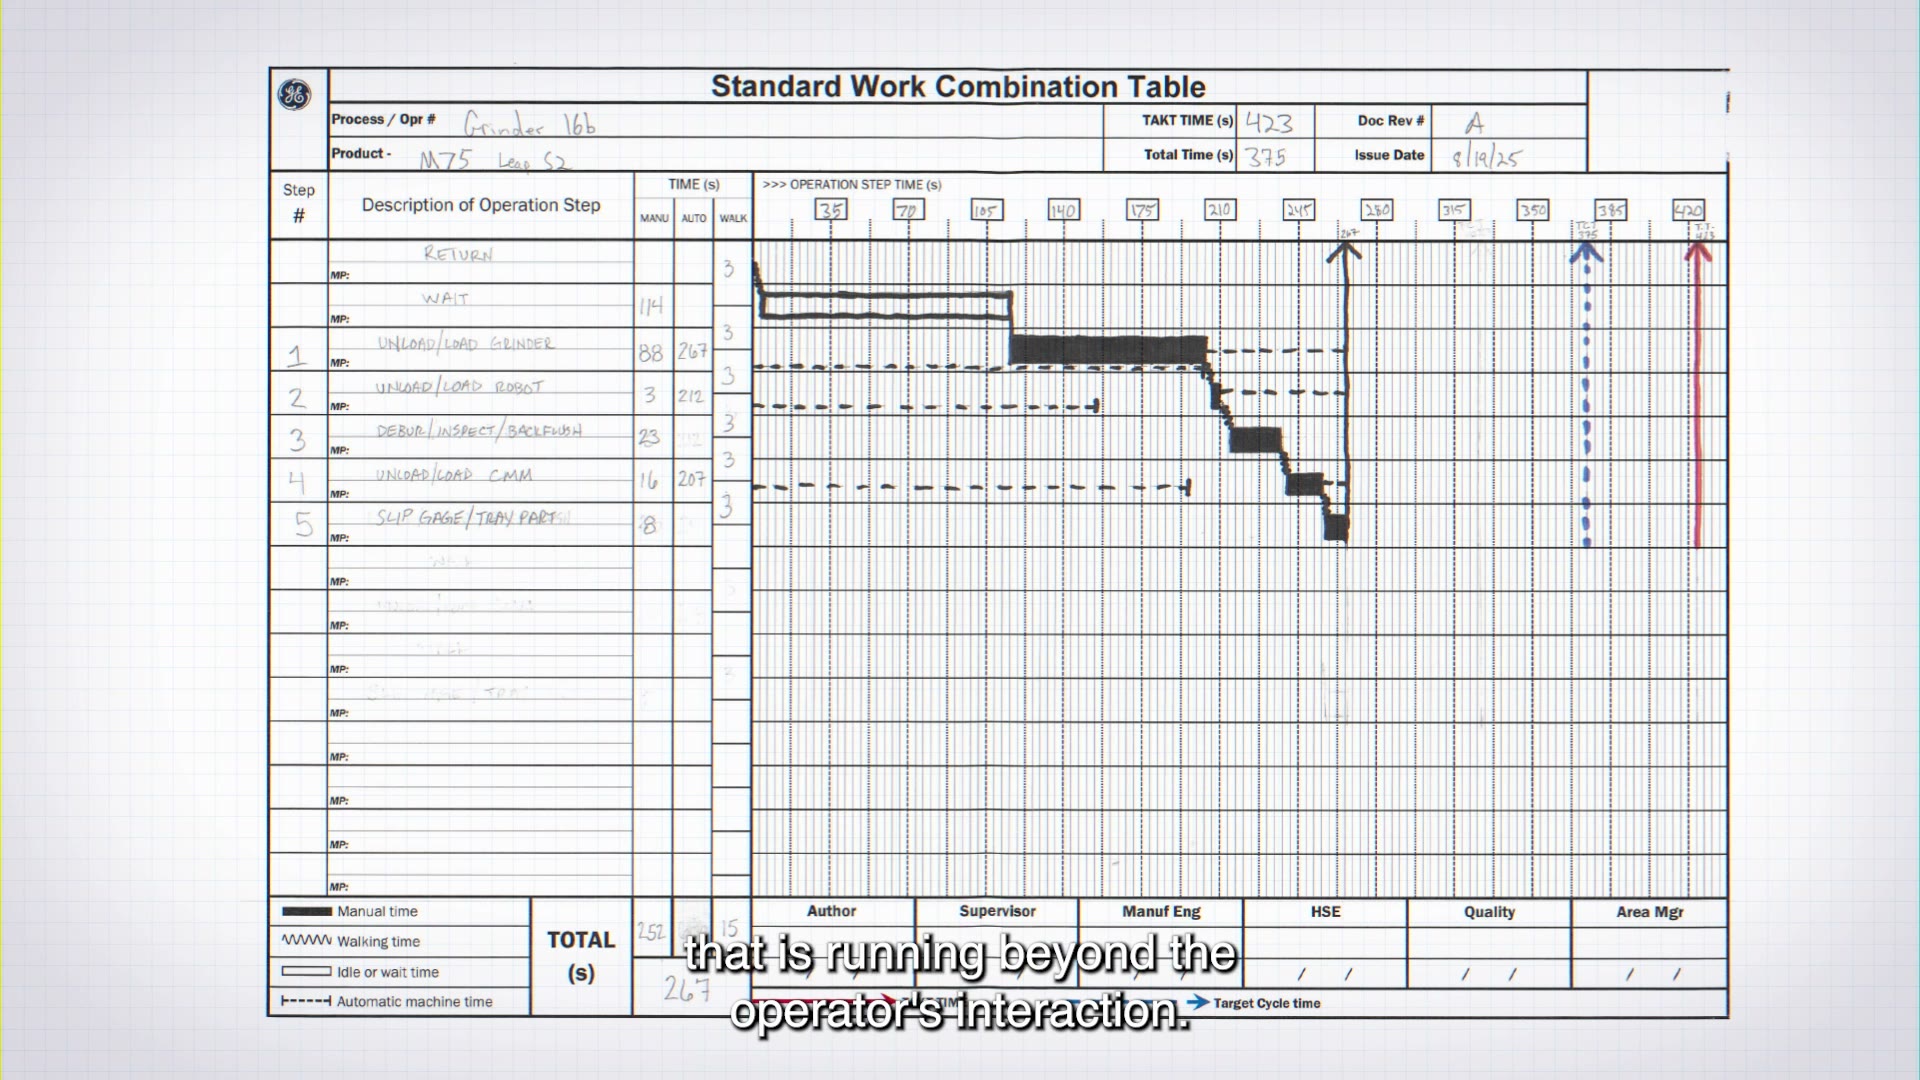 GE
Standard Work Combination Table
Process / Opr # Grinder 16b
TAKT TIME (s) 423
Doc Rev # A
Product - M75 Leap S2
Total Time (s) 375
Issue Date 8/19/25
Step #
Description of Operation Step
TIME (s)
MANU AUTO WALK
>>> OPERATION STEP TIME (s)
35 70 105 140 175 210 245 280 315 350 385 420
267
TCT 375
T.T. 423
RETURN 3
MP:
WAIT 114
MP:
3
1 UNLOAD/LOAD GRINDER 88 267
MP:
3
2 UNLOAD/LOAD ROBOT 3 212
MP:
3
3 DEBUR/INSPECT/BACKFLUSH 23
MP:
3
4 UNLOAD/LOAD CMM 16 207
MP:
3
5 SLIP GAGE/TRAY PART 8
MP:
MP:
MP:
MP:
MP:
MP:
MP:
MP:
MP:
Manual time
Walking time
Idle or wait time
Automatic machine time
TOTAL (s)
252 15
267
Author Supervisor Manuf Eng HSE Quality Area Mgr
/ / / / / /
Target Cycle time
that is running beyond the
operator's interaction.